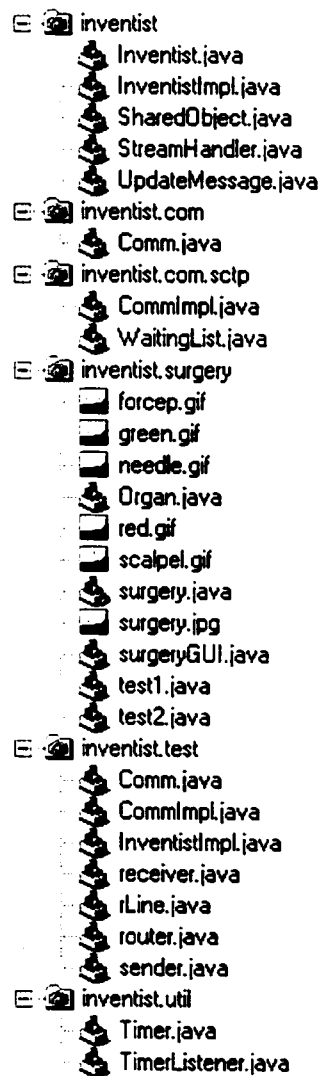 inventist
Inventist.java
InventistImpl.java
SharedObject.java
StreamHandler.java
UpdateMessage.java
inventist.com
Comm.java
inventist.com.sctp
CommImpl.java
WaitingList.java
inventist.surgery
forcep.gif
green.gif
needle.gif
Organ.java
red.gif
scalpel.gif
surgery.java
surgery.jpg
surgeryGUI.java
test1.java
test2.java
inventist.test
Comm.java
CommImpl.java
InventistImpl.java
receiver.java
rLine.java
router.java
sender.java
inventist.util
Timer.java
TimerListener.java